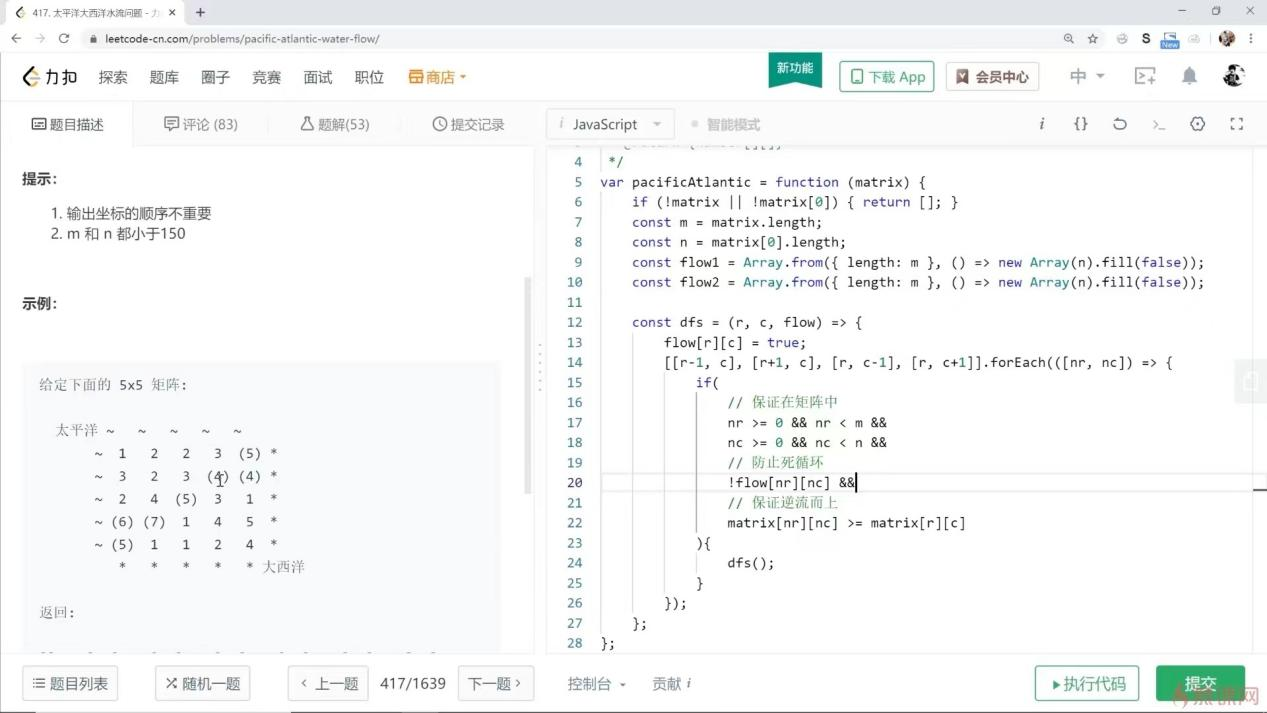 417. 太平洋大西洋水流问题 - 力
leetcode-cn.com/problems/pacific-atlantic-water-flow/
New
力扣 探索 题库 圈子 竞赛 面试 职位 商店 新功能 下载 App 会员中心 中
题目描述 评论 (83) 题解(53) 提交记录
i JavaScript 智能模式 i {} >_
提示:
1. 输出坐标的顺序不重要
2. m 和 n 都小于150
示例:
给定下面的 5x5 矩阵:
太平洋 ~ ~ ~ ~ ~
~ 1 2 2 3 (5) *
~ 3 2 3 (4) (4) *
~ 2 4 (5) 3 1 *
~ (6) (7) 1 4 5 *
~ (5) 1 1 2 4 *
* * * * * 大西洋
返回:
4 */
5 var pacificAtlantic = function (matrix) {
6 if (!matrix || !matrix[0]) { return []; }
7 const m = matrix.length;
8 const n = matrix[0].length;
9 const flow1 = Array.from({ length: m }, () => new Array(n).fill(false));
10 const flow2 = Array.from({ length: m }, () => new Array(n).fill(false));
11
12 const dfs = (r, c, flow) => {
13 flow[r][c] = true;
14 [[r-1, c], [r+1, c], [r, c-1], [r, c+1]].forEach(([nr, nc]) => {
15 if(
16 // 保证在矩阵中
17 nr >= 0 && nr < m &&
18 nc >= 0 && nc < n &&
19 // 防止死循环
20 !flow[nr][nc] &&
21 // 保证逆流而上
22 matrix[nr][nc] >= matrix[r][c]
23 ){
24 dfs();
25 }
26 });
27 };
28 };
题目列表 随机一题 上一题 417/1639 下一题 控制台 贡献 i 执行代码 提交
慕课网